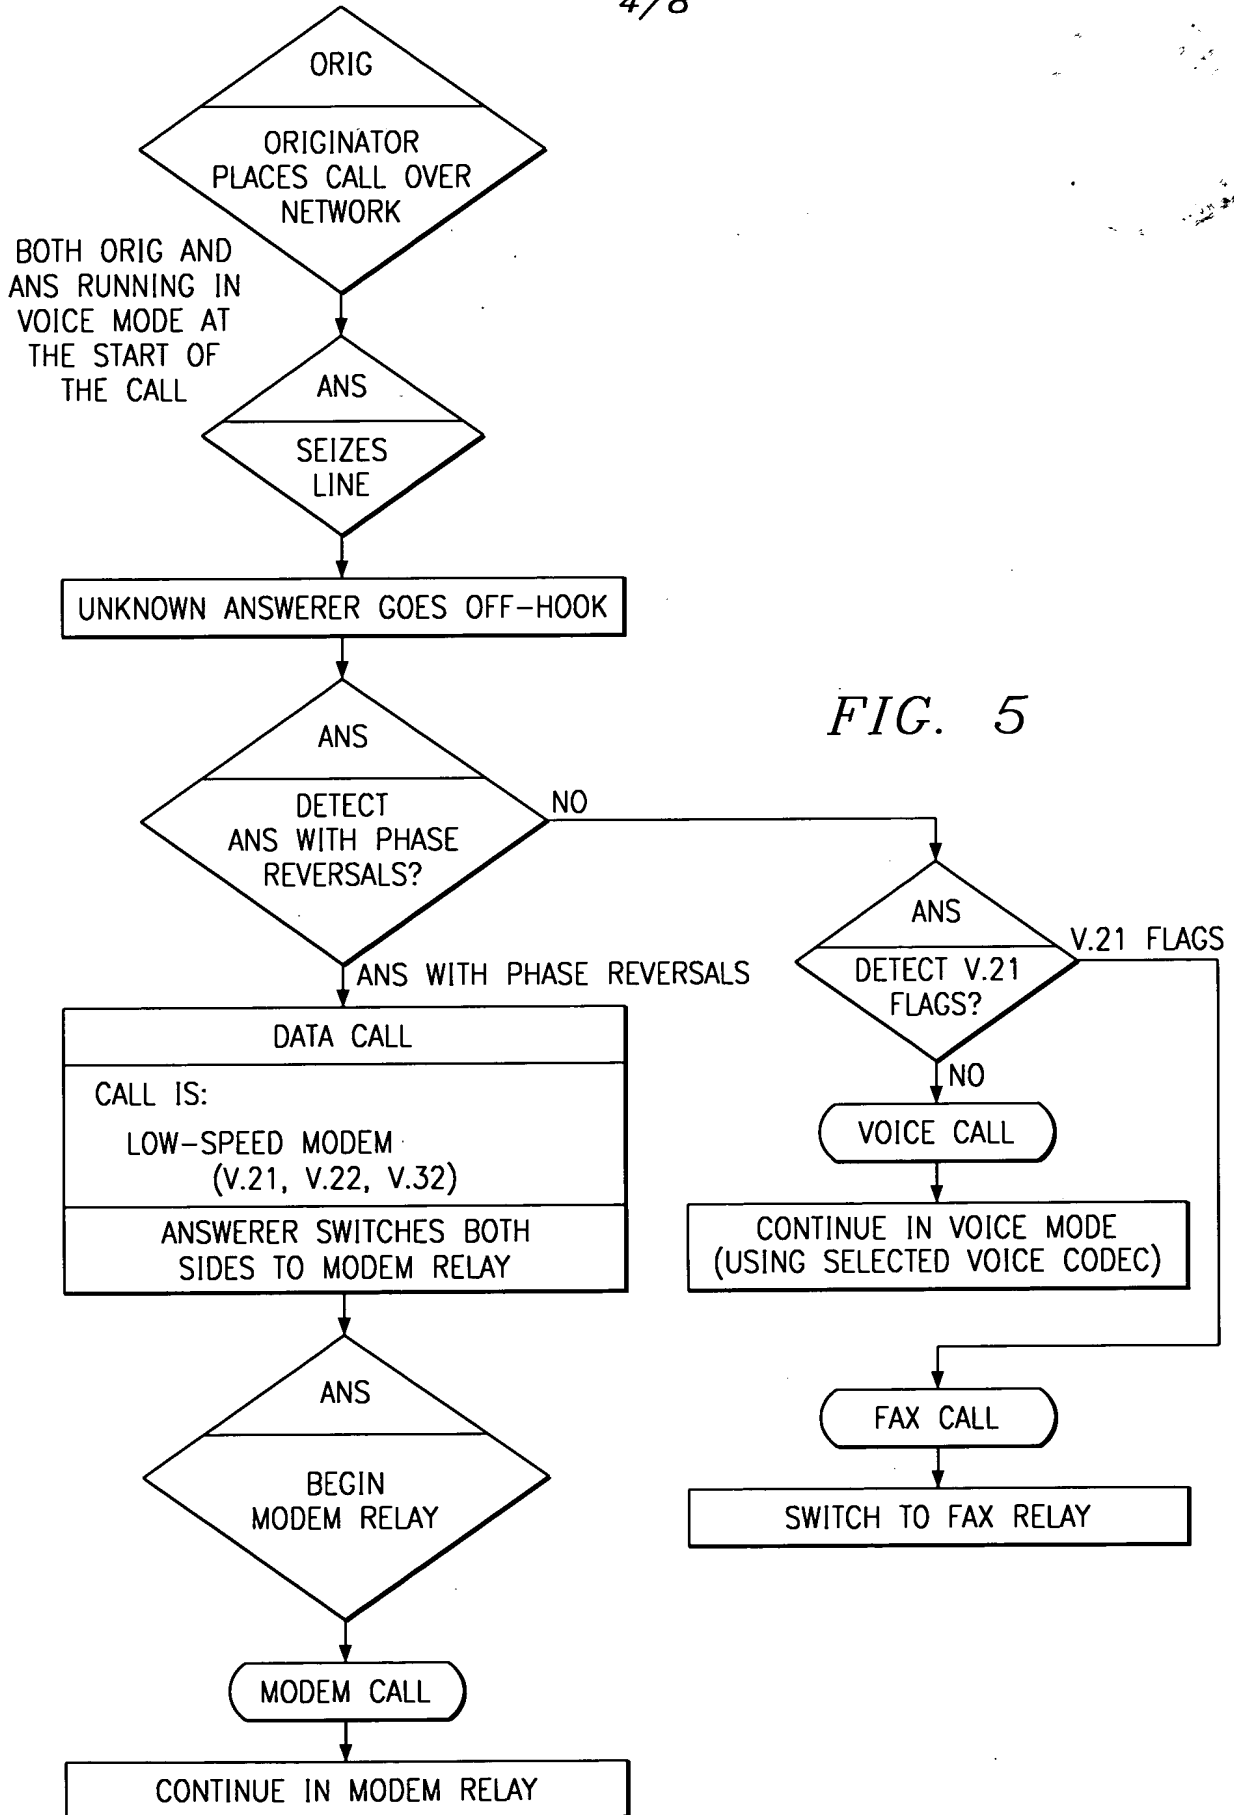 4/8
ORIG
ORIGINATOR
PLACES CALL OVER
NETWORK
BOTH ORIG AND
ANS RUNNING IN
VOICE MODE AT
THE START OF
THE CALL
ANS
SEIZES
LINE
UNKNOWN ANSWERER GOES OFF-HOOK
FIG. 5
ANS
DETECT
ANS WITH PHASE
REVERSALS?
NO
ANS WITH PHASE REVERSALS
ANS
DETECT V.21
FLAGS?
V.21 FLAGS
NO
DATA CALL
CALL IS:
LOW-SPEED MODEM
(V.21, V.22, V.32)
ANSWERER SWITCHES BOTH
SIDES TO MODEM RELAY
VOICE CALL
CONTINUE IN VOICE MODE
(USING SELECTED VOICE CODEC)
ANS
BEGIN
MODEM RELAY
FAX CALL
SWITCH TO FAX RELAY
MODEM CALL
CONTINUE IN MODEM RELAY